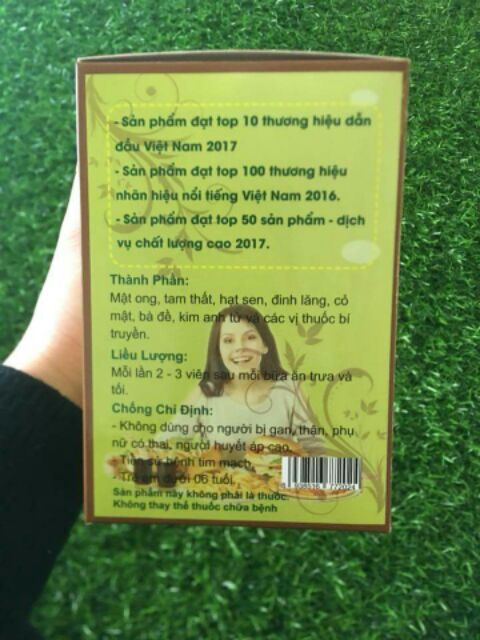 - Sản phẩm đạt top 10 thương hiệu dẫn
đầu Việt Nam 2017
- Sản phẩm đạt top 100 thương hiệu
nhãn hiệu nổi tiếng Việt Nam 2016.
- Sản phẩm đạt top 50 sản phẩm - dịch
vụ chất lượng cao 2017.
Thành Phần:
Mật ong, tam thất, hạt sen, đinh lăng, cỏ
mật, bà đề, kim anh tử và các vị thuốc bí
truyền.
Liều Lượng:
Mỗi lần 2 - 3 viên sau mỗi bữa ăn trưa và
tối.
Chống Chỉ Định:
- Không dùng cho người bị gan, thận, phụ
nữ có thai, người huyết áp cao,
- Tiền sử bệnh tim mạch,
- Trẻ em dưới 06 tuổi.
Sản phẩm này không phải là thuốc.
Không thay thế thuốc chữa bệnh